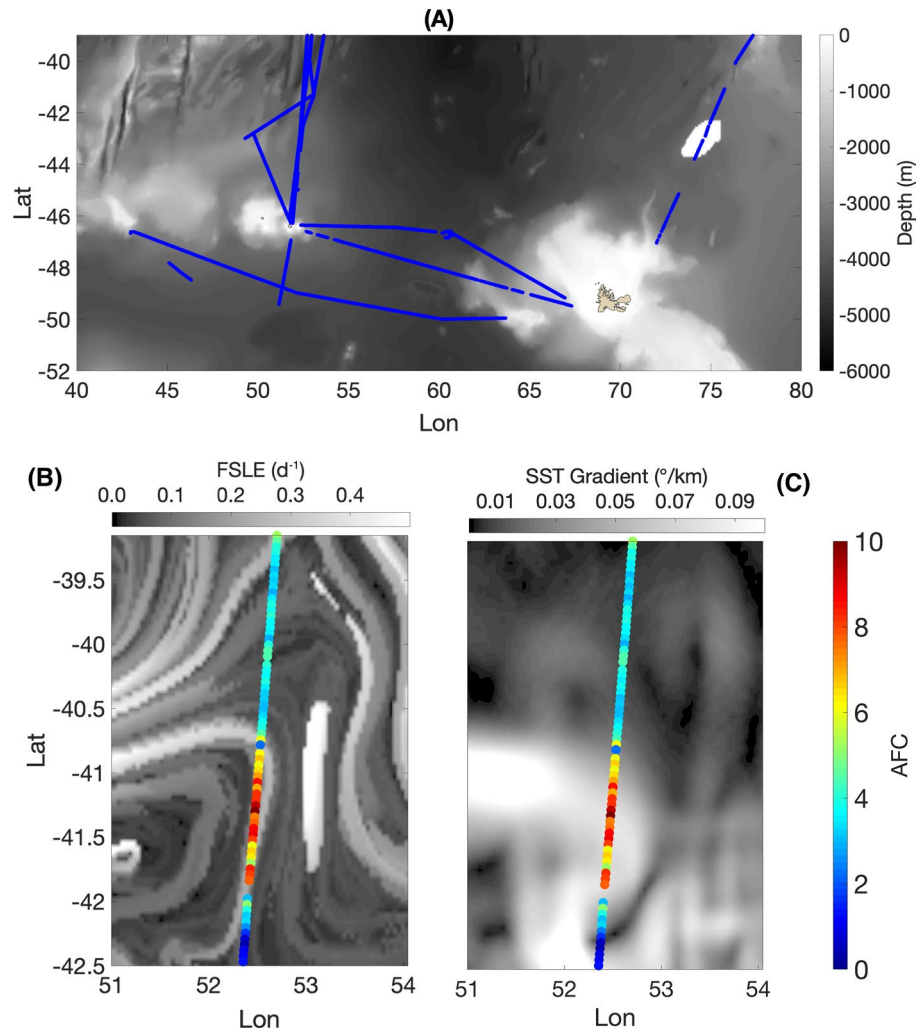 (A)
-40
-42
-44
-46
-48
-50
-52
Lat
40 45 50 55 60 65 70 75 80
Lon
0
-1000
-2000
-3000
-4000
-5000
-6000
Depth (m)
(B)
FSLE (d-1)
0.0 0.1 0.2 0.3 0.4
-39.5
-40
-40.5
-41
-41.5
-42
-42.5
Lat
51 52 53 54
Lon
SST Gradient (°/km)
(C)
0.01 0.03 0.05 0.07 0.09
51 52 53 54
Lon
10
8
6
4
2
0
AFC